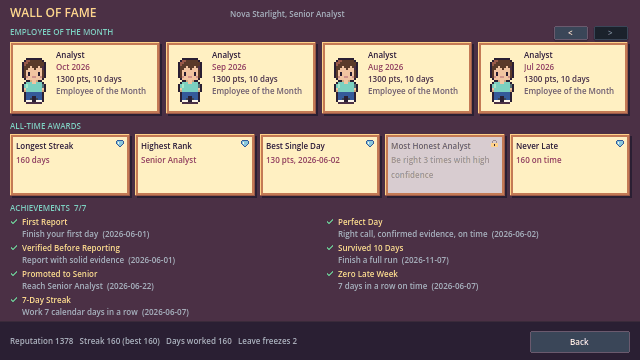 WALL OF FAME
Nova Starlight, Senior Analyst
EMPLOYEE OF THE MONTH
< >
Analyst
Oct 2026
1300 pts, 10 days
Employee of the Month
Analyst
Sep 2026
1300 pts, 10 days
Employee of the Month
Analyst
Aug 2026
1300 pts, 10 days
Employee of the Month
Analyst
Jul 2026
1300 pts, 10 days
Employee of the Month
ALL-TIME AWARDS
Longest Streak
160 days
Highest Rank
Senior Analyst
Best Single Day
130 pts, 2026-06-02
Most Honest Analyst
Be right 3 times with high
confidence
Never Late
160 on time
ACHIEVEMENTS 7/7
First Report
Finish your first day (2026-06-01)
Verified Before Reporting
Report with solid evidence (2026-06-01)
Promoted to Senior
Reach Senior Analyst (2026-06-22)
7-Day Streak
Work 7 calendar days in a row (2026-06-07)
Perfect Day
Right call, confirmed evidence, on time (2026-06-02)
Survived 10 Days
Finish a full run (2026-11-07)
Zero Late Week
7 days in a row on time (2026-06-07)
Reputation 1378 Streak 160 (best 160) Days worked 160 Leave freezes 2
Back